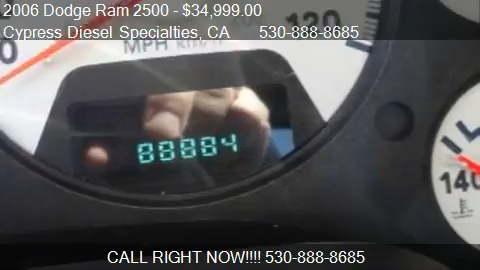 2006 Dodge Ram 2500 - $34,999.00
Cypress Diesel Specialties, CA 530-888-8685
120
MPH km/h
140
CALL RIGHT NOW!!!! 530-888-8685